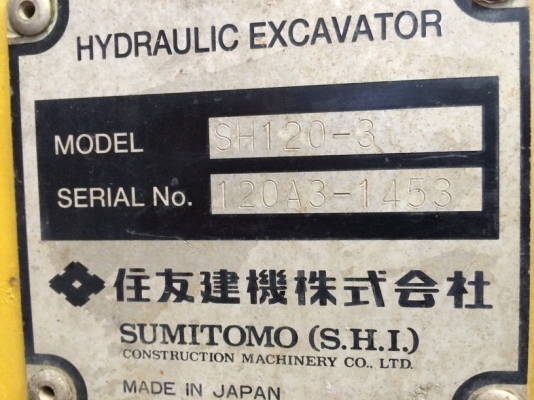 HYDRAULIC EXCAVATOR
MODEL SH120-3
SERIAL No. 120A3-1453
住友建機株式会社
SUMITOMO (S.H.I.)
CONSTRUCTION MACHINERY CO., LTD.
MADE IN JAPAN